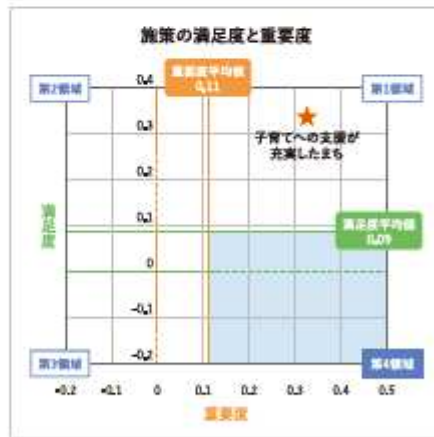 施策の満足度と重要度
重要度平均値
0.11
第2領域
0.4
第1領域
0.3
子育てへの支援が
充実したまち
0.2
満足度
0.1
満足度平均値
0.09
0
-0.1
第3領域
-0.2
第4領域
-0.2
-0.1
0
0.1
0.2
0.3
0.4
0.5
重要度